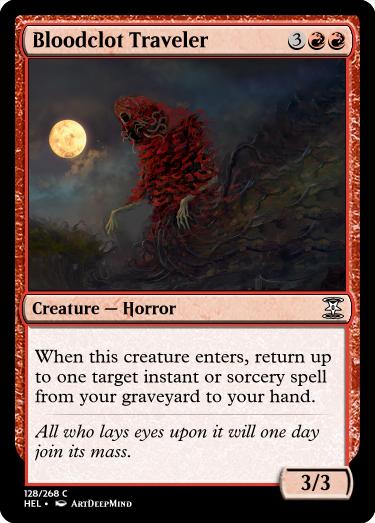 Bloodclot Traveler 3
Creature — Horror
When this creature enters, return up
to one target instant or sorcery spell
from your graveyard to your hand.
All who lays eyes upon it will one day
join its mass.
3/3
128/268 C
HEL • ArtDeepMind